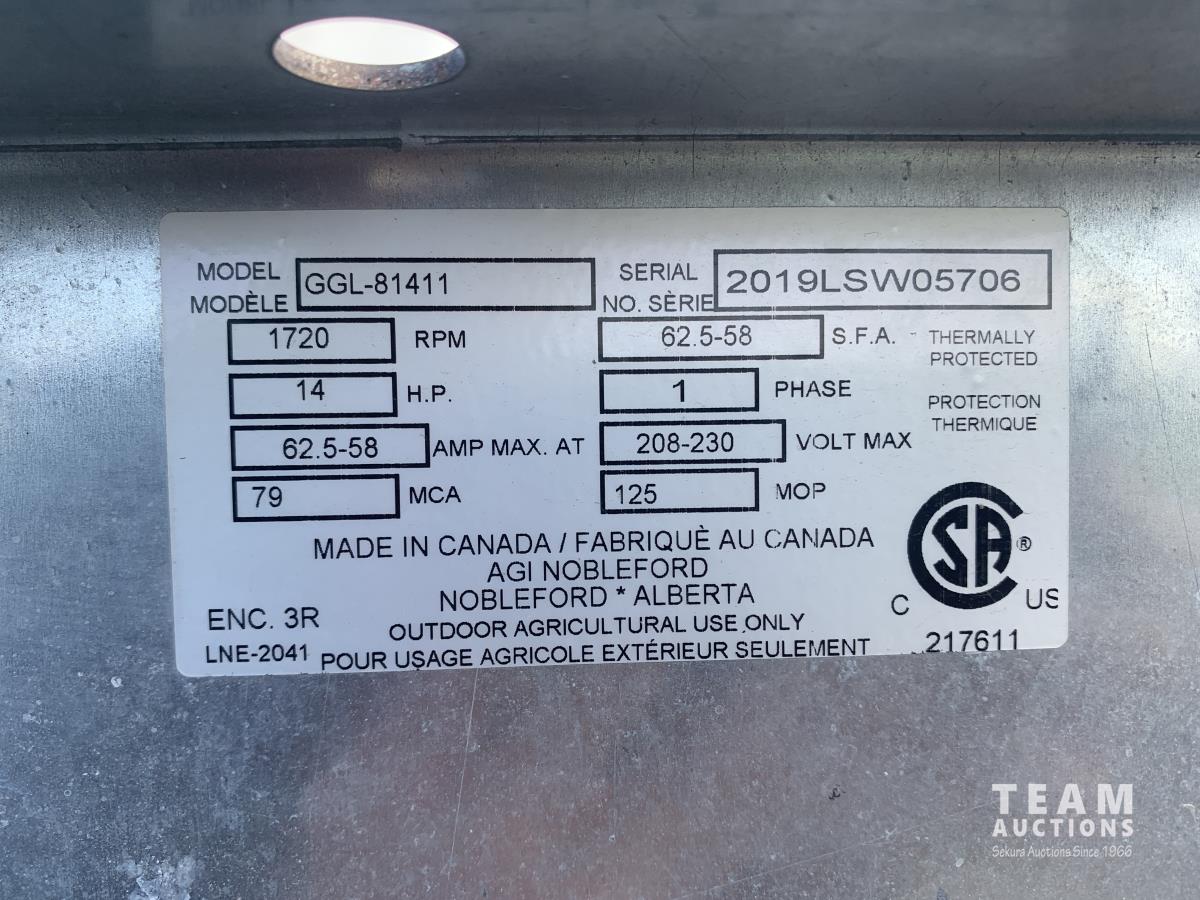 MODEL GGL-81411 SERIAL 2019LSW05706
MODÈLE NO. SÈRIE
1720 RPM 62.5-58 S.F.A. THERMALLY
PROTECTED
14 H.P. 1 PHASE PROTECTION
THERMIQUE
62.5-58 AMP MAX. AT 208-230 VOLT MAX
79 MCA 125 MOP
MADE IN CANADA / FABRIQUÈ AU CANADA
AGI NOBLEFORD
NOBLEFORD * ALBERTA
ENC. 3R OUTDOOR AGRICULTURAL USE ONLY
LNE-2041 POUR USAGE AGRICOLE EXTÉRIEUR SEULEMENT
CSA ®
C US
217611
TEAM
AUCTIONS
Sekura Auctions Since 1966